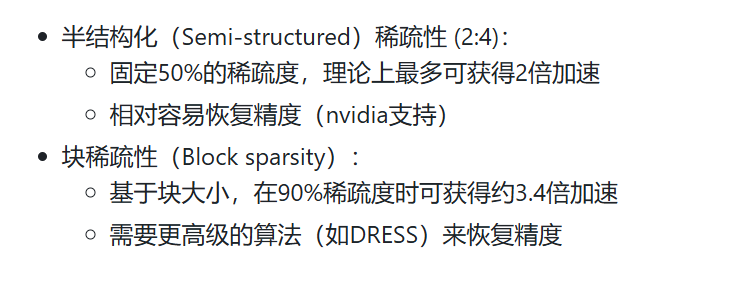 半结构化（Semi-structured）稀疏性 (2:4)：
固定50%的稀疏度，理论上最多可获得2倍加速
相对容易恢复精度（nvidia支持）
块稀疏性（Block sparsity）：
基于块大小，在90%稀疏度时可获得约3.4倍加速
需要更高级的算法（如DRESS）来恢复精度